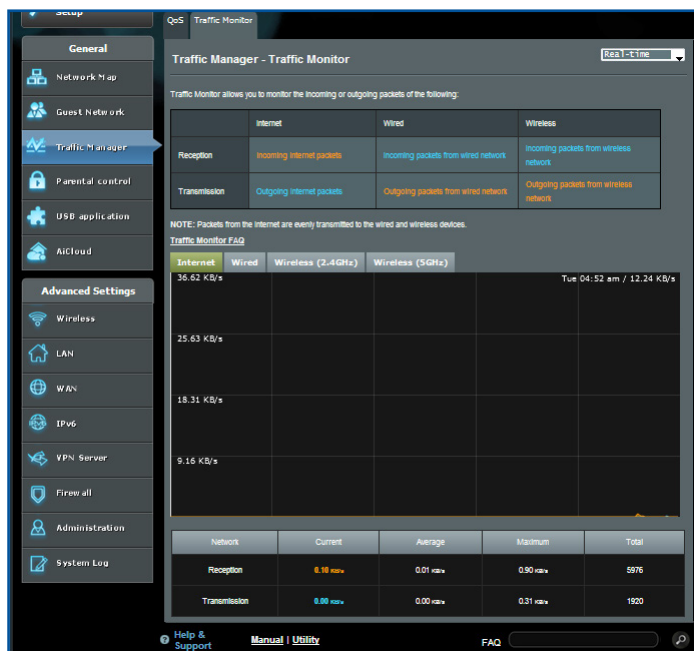 Setup
QoS Traffic Monitor
General
Network Map
Guest Network
Traffic Manager
Parental control
USB application
AiCloud
Advanced Settings
Wireless
LAN
WAN
IPv6
VPN Server
Firewall
Administration
System Log
Traffic Manager - Traffic Monitor
Real-time
Traffic Monitor allows you to monitor the incoming or outgoing packets of the following:
Internet Wired Wireless
Reception Incoming Internet packets Incoming packets from wired network Incoming packets from wireless network
Transmission Outgoing Internet packets Outgoing packets from wired network Outgoing packets from wireless network
NOTE: Packets from the Internet are evenly transmitted to the wired and wireless devices.
Traffic Monitor FAQ
Internet Wired Wireless (2.4GHz) Wireless (5GHz)
36.62 KB/s Tue 04:52 am / 12.24 KB/s
25.63 KB/s
18.31 KB/s
9.16 KB/s
Network Current Average Maximum Total
Reception 0.10 KB/s 0.01 KB/s 0.90 KB/s 5976
Transmission 0.00 KB/s 0.00 KB/s 0.31 KB/s 1920
Help & Support Manual | Utility FAQ